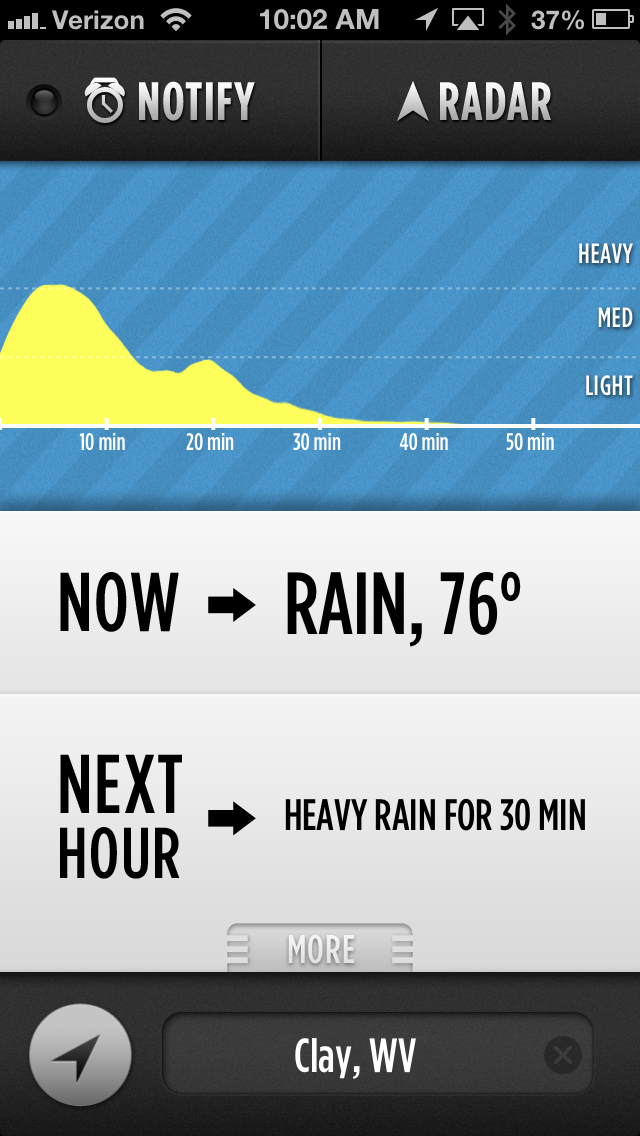 Verizon 10:02 AM 37%
NOTIFY RADAR
HEAVY
MED
LIGHT
10 min 20 min 30 min 40 min 50 min
NOW RAIN, 76º
NEXT
HOUR
HEAVY RAIN FOR 30 MIN
MORE
Clay, WV